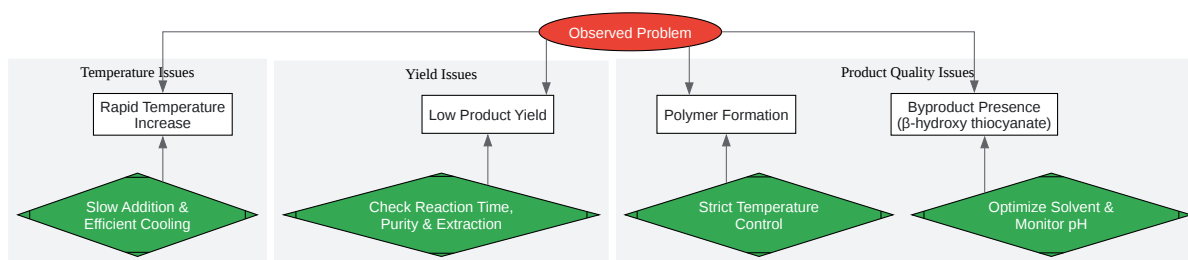 Observed Problem
Temperature Issues
Rapid Temperature
Increase
Slow Addition &
Efficient Cooling
Yield Issues
Low Product Yield
Check Reaction Time,
Purity & Extraction
Product Quality Issues
Polymer Formation
Strict Temperature
Control
Byproduct Presence
(β-hydroxy thiocyanate)
Optimize Solvent &
Monitor pH